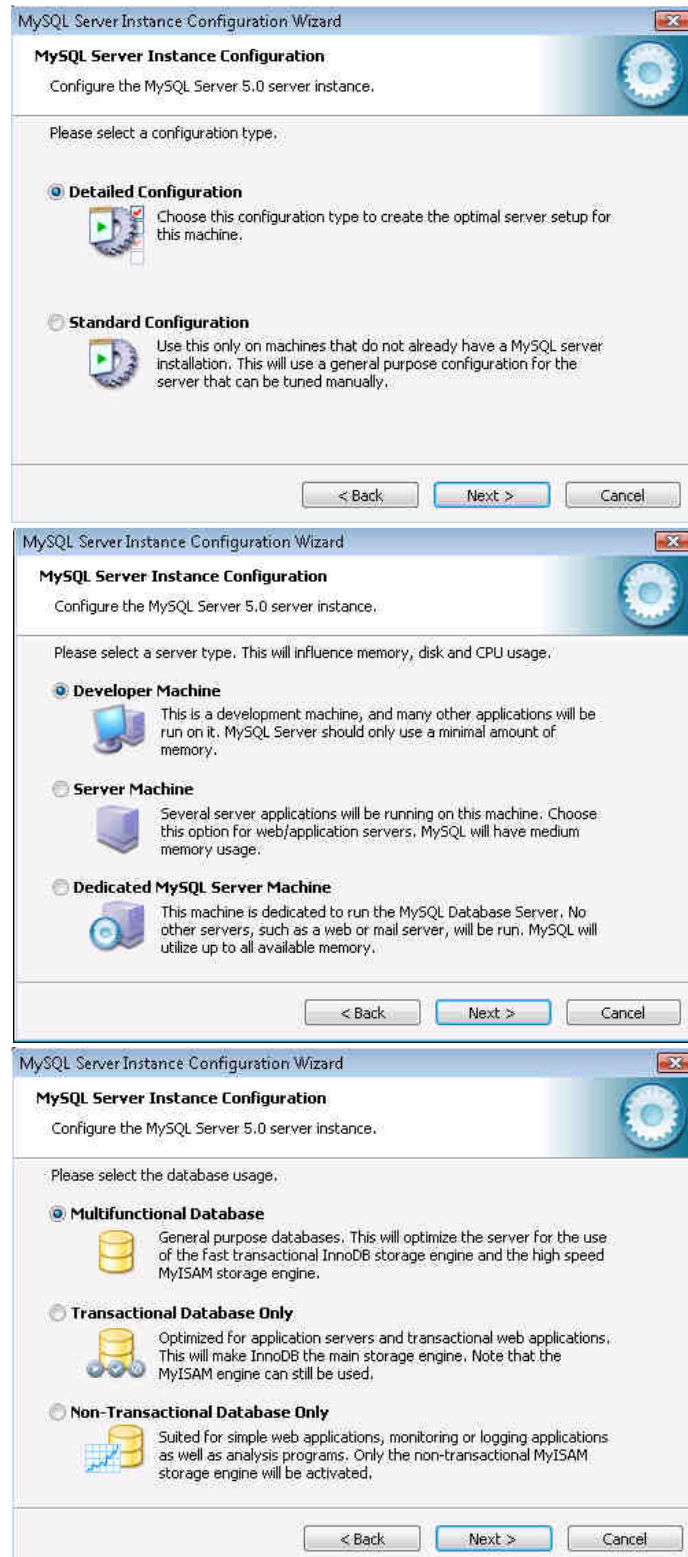 MySQL Server Instance Configuration Wizard
MySQL Server Instance Configuration
Configure the MySQL Server 5.0 server instance.
Please select a configuration type.
Detailed Configuration
Choose this configuration type to create the optimal server setup for
this machine.
Standard Configuration
Use this only on machines that do not already have a MySQL server
installation. This will use a general purpose configuration for the
server that can be tuned manually.
< Back
Next >
Cancel
MySQL Server Instance Configuration Wizard
MySQL Server Instance Configuration
Configure the MySQL Server 5.0 server instance.
Please select a server type. This will influence memory, disk and CPU usage.
Developer Machine
This is a development machine, and many other applications will be
run on it. MySQL Server should only use a minimal amount of
memory.
Server Machine
Several server applications will be running on this machine. Choose
this option for web/application servers. MySQL will have medium
memory usage.
Dedicated MySQL Server Machine
This machine is dedicated to run the MySQL Database Server. No
other servers, such as a web or mail server, will be run. MySQL will
utilize up to all available memory.
< Back
Next >
Cancel
MySQL Server Instance Configuration Wizard
MySQL Server Instance Configuration
Configure the MySQL Server 5.0 server instance.
Please select the database usage.
Multifunctional Database
General purpose databases. This will optimize the server for the use
of the fast transactional InnoDB storage engine and the high speed
MyISAM storage engine.
Transactional Database Only
Optimized for application servers and transactional web applications.
This will make InnoDB the main storage engine. Note that the
MyISAM engine can still be used.
Non-Transactional Database Only
Suited for simple web applications, monitoring or logging applications
as well as analysis programs. Only the non-transactional MyISAM
storage engine will be activated.
< Back
Next >
Cancel